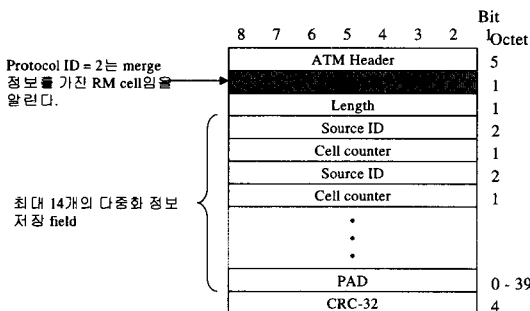 Bit
8 7 6 5 4 3 2 1
Octet
ATM Header 5
Protocol ID = 2는 merge
정보를 가진 RM cell임을
알린다.
1
Length 1
Source ID 2
Cell counter 1
Source ID 2
Cell counter 1
최대 14개의 다중화 정보
저장 field
PAD 0 - 39
CRC-32 4